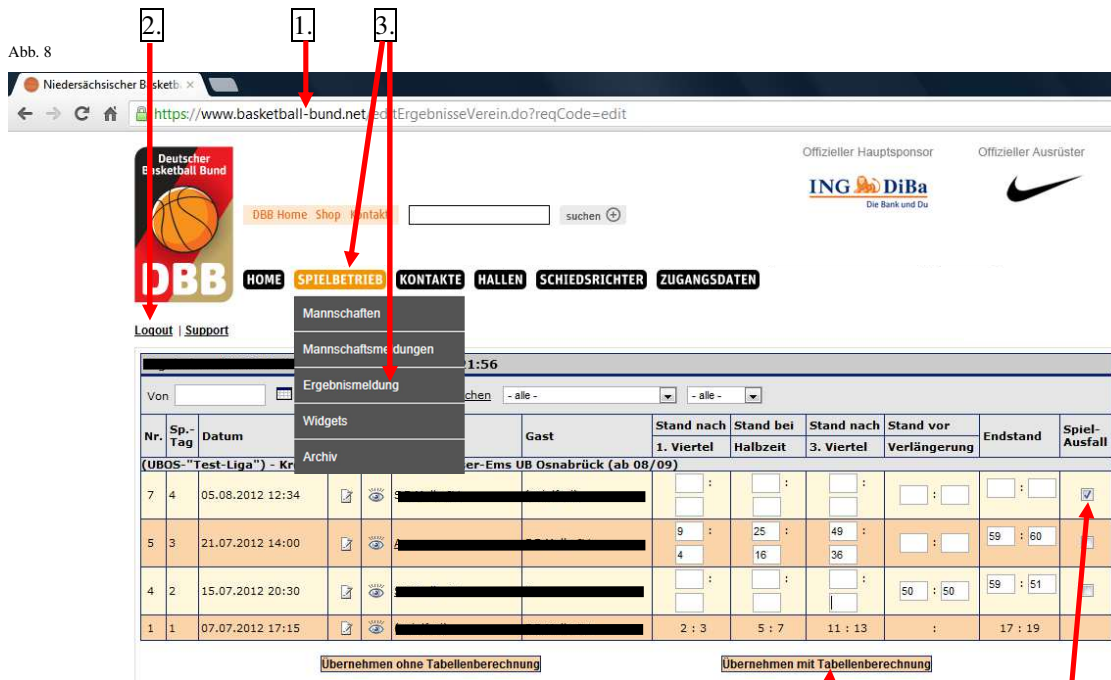 2. 1. 3.
Abb. 8
Niedersächsischer Basketb. ×
https://www.basketball-bund.net/editErgebnisseVerein.do?reqCode=edit
Deutscher
Basketball Bund
DBB
Offizieller Hauptsponsor Offizieller Ausrüster
ING DiBa
Die Bank und Du
DBB Home Shop Kontakt suchen
HOME SPIELBETRIEB KONTAKTE HALLEN SCHIEDSRICHTER ZUGANGSDATEN
Mannschaften
Logout | Support
Mannschaftsmeldungen
1:56
Ergebnismeldung
Von chen - alle - - alle -
Widgets
Archiv
Nr. Sp.-Tag Datum Gast Stand nach 1. Viertel Stand bei Halbzeit Stand nach 3. Viertel Stand vor Verlängerung Endstand Spiel-Ausfall
(UBOS-"Test-Liga") - Kr ser-Ems UB Osnabrück (ab 08/09)
7 4 05.08.2012 12:34 : : : : :
5 3 21.07.2012 14:00 9 : 4 25 : 16 49 : 36 : 59 : 60
4 2 15.07.2012 20:30 : : : 50 : 50 59 : 51
1 1 07.07.2012 17:15 2 : 3 5 : 7 11 : 13 : 17 : 19
Übernehmen ohne Tabellenberechnung Übernehmen mit Tabellenberechnung